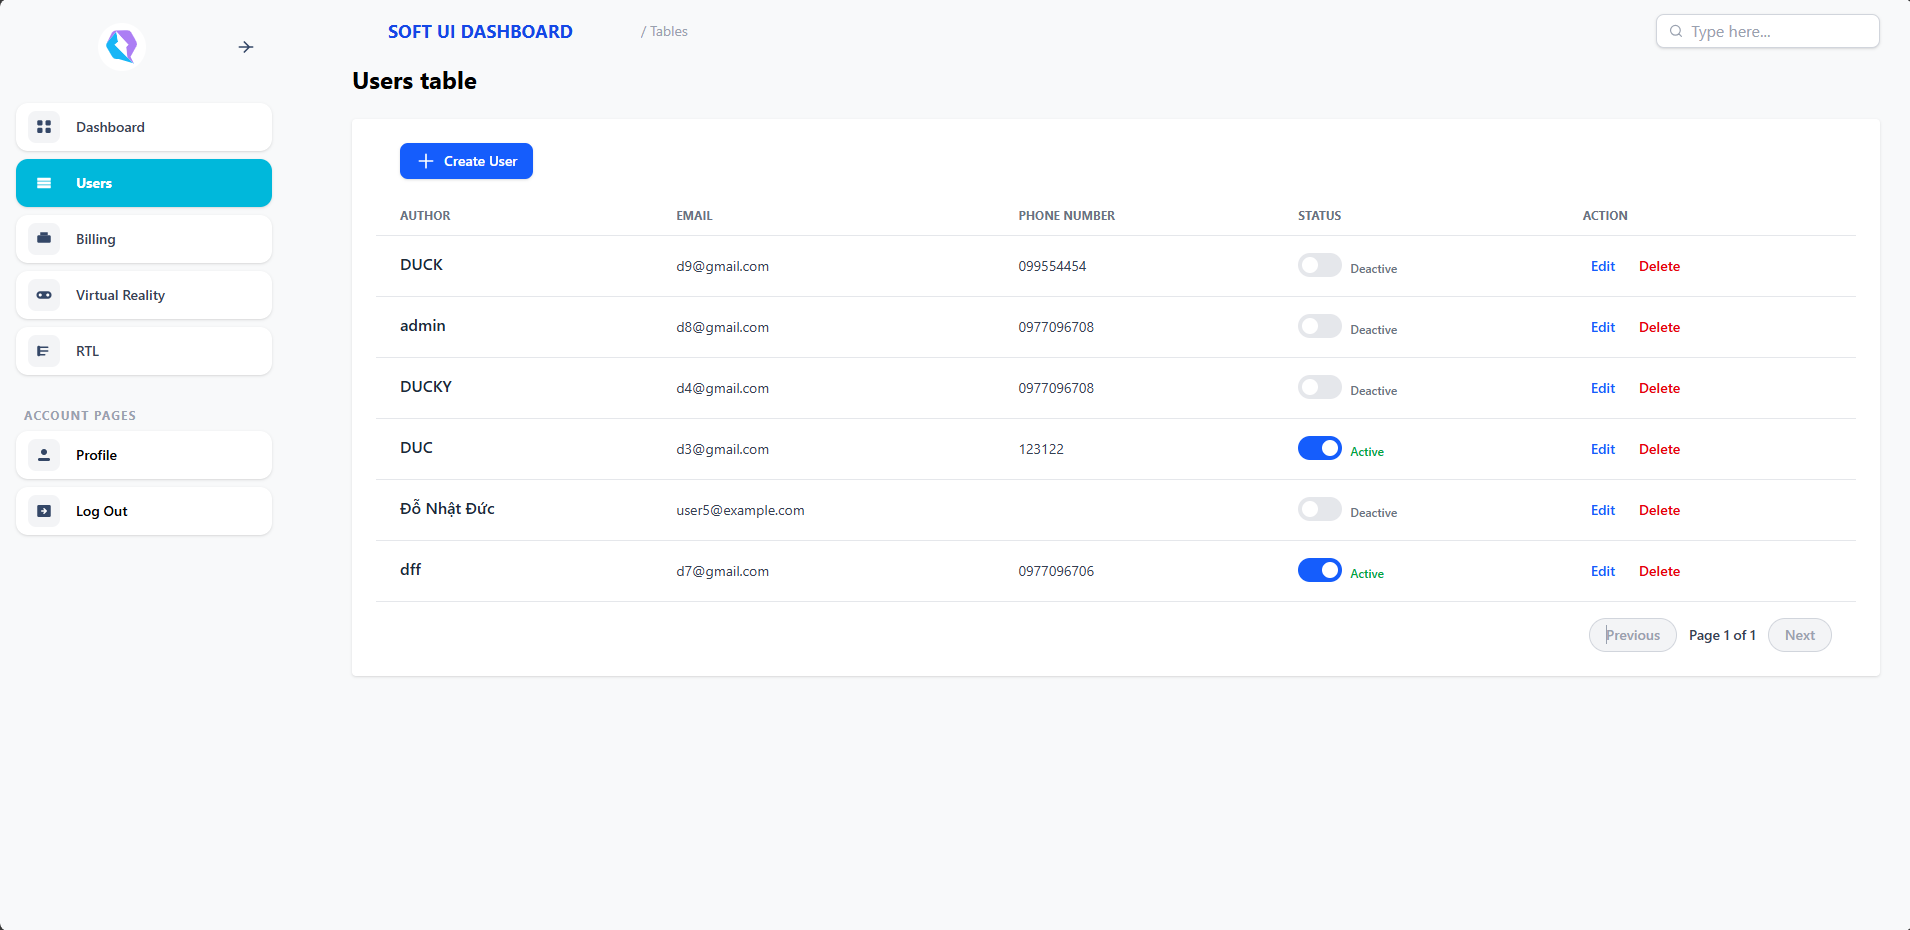 SOFT UI DASHBOARD / Tables
Type here...
Users table
Dashboard
Users
Billing
Virtual Reality
RTL
ACCOUNT PAGES
Profile
Log Out
Create User
AUTHOR EMAIL PHONE NUMBER STATUS ACTION
DUCK d9@gmail.com 099554454 Deactive Edit Delete
admin d8@gmail.com 0977096708 Deactive Edit Delete
DUCKY d4@gmail.com 0977096708 Deactive Edit Delete
DUC d3@gmail.com 123122 Active Edit Delete
Đỗ Nhật Đức user5@example.com Deactive Edit Delete
dff d7@gmail.com 0977096706 Active Edit Delete
Previous Page 1 of 1 Next